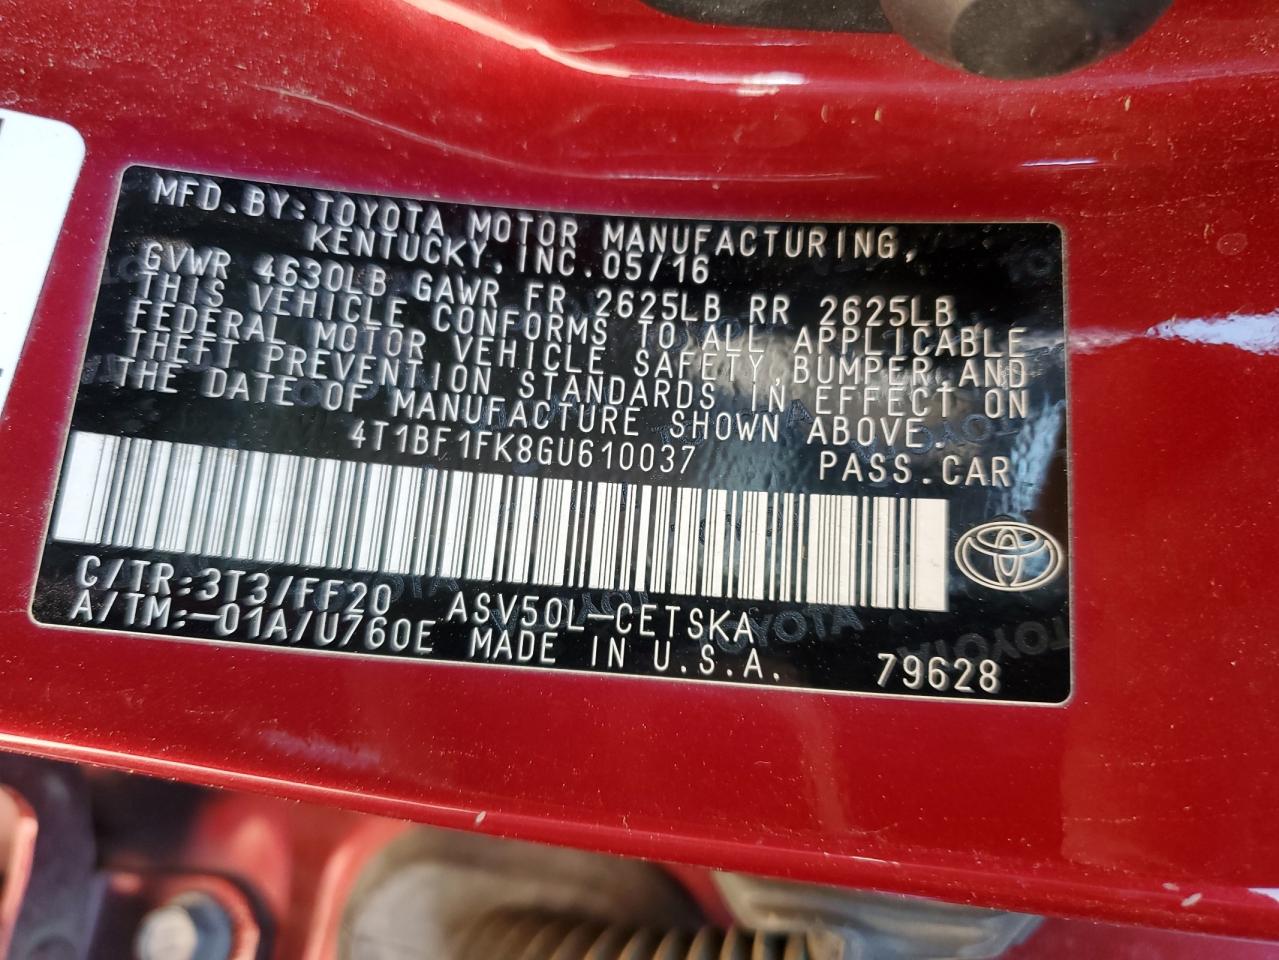 MFD.BY:TOYOTA MOTOR MANUFACTURING,
KENTUCKY,INC.05/16
GVWR 4630LB GAWR FR 2625LB RR 2625LB
THIS VEHICLE CONFORMS TO ALL APPLICABLE
FEDERAL MOTOR VEHICLE SAFETY,BUMPER,AND
THEFT PREVENTION STANDARDS IN EFFECT ON
THE DATE OF MANUFACTURE SHOWN ABOVE.
4T1BF1FK8GU610037 PASS.CAR
C/TR:3T3/FF20 ASV50L-CETSKA
A/TM:-01A/U760E MADE IN U.S.A. 79628